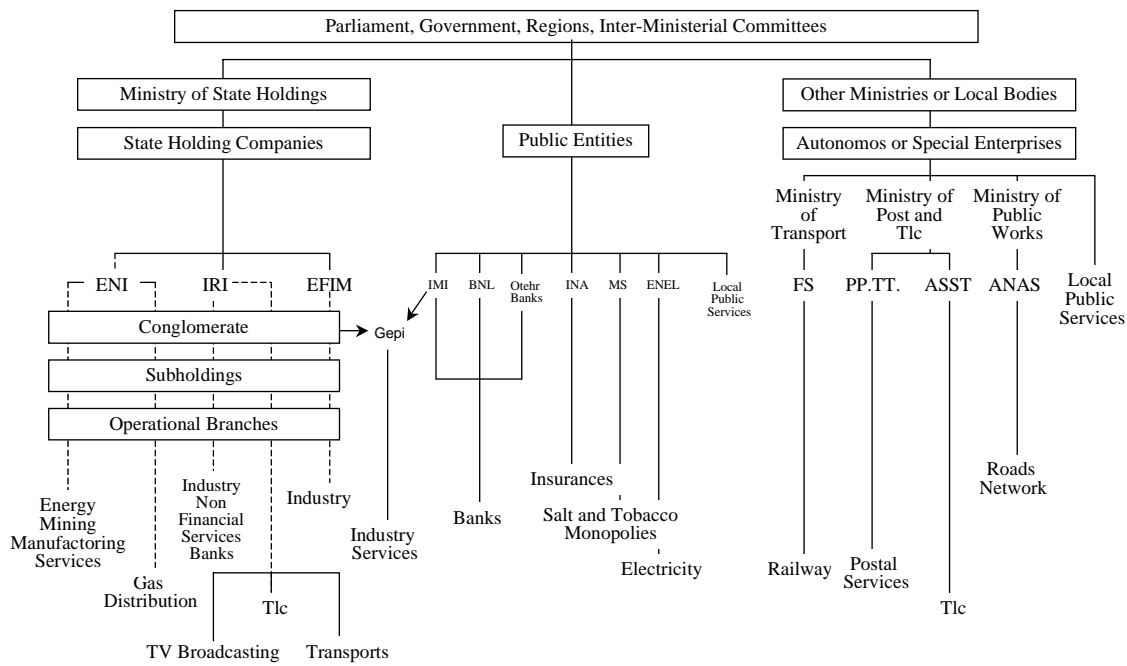 Parliament, Government, Regions, Inter-Ministerial Committees
Ministry of State Holdings
Other Ministries or Local Bodies
State Holding Companies
Public Entities
Autonomos or Special Enterprises
Ministry
of
Transport
Ministry of
Post and
Tlc
Ministry of
Public
Works
ENI
IRI
EFIM
IMI
BNL
Otehr
Banks
INA
MS
ENEL
Local
Public
Services
FS
PP.TT.
ASST
ANAS
Local
Public
Services
Conglomerate
Gepi
Subholdings
Operational Branches
Energy
Mining
Manufactoring
Services
Gas
Distribution
Industry
Non
Financial
Services
Banks
Industry
Industry
Services
Banks
Insurances
Salt and Tobacco
Monopolies
Electricity
Railway
Postal
Services
Roads
Network
Tlc
Tlc
TV Broadcasting
Transports